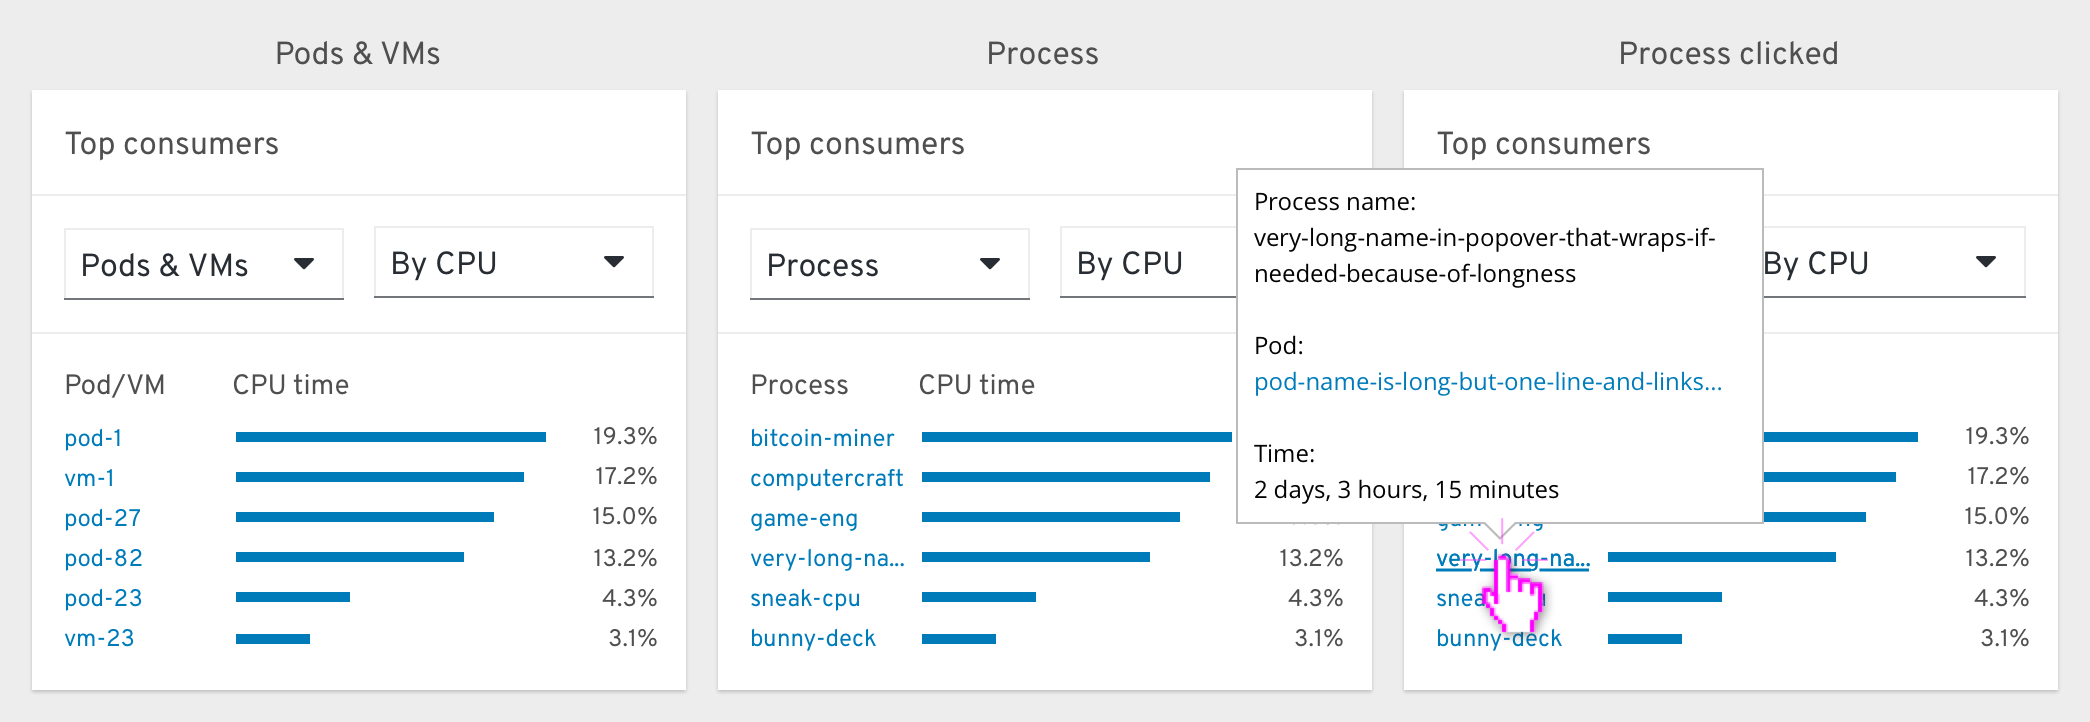 Pods & VMs
Top consumers
Pods & VMs
By CPU
Pod/VM CPU time
pod-1 19.3%
vm-1 17.2%
pod-27 15.0%
pod-82 13.2%
pod-23 4.3%
vm-23 3.1%
Process
Top consumers
Process
By CPU
Process CPU time
bitcoin-miner
computercraft
game-eng
very-long-na... 13.2%
sneak-cpu 4.3%
bunny-deck 3.1%
Process clicked
Top consumers
By CPU
Process name:
very-long-name-in-popover-that-wraps-if-
needed-because-of-longness
Pod:
pod-name-is-long-but-one-line-and-links...
Time:
2 days, 3 hours, 15 minutes
19.3%
17.2%
15.0%
very-long-na... 13.2%
4.3%
bunny-deck 3.1%